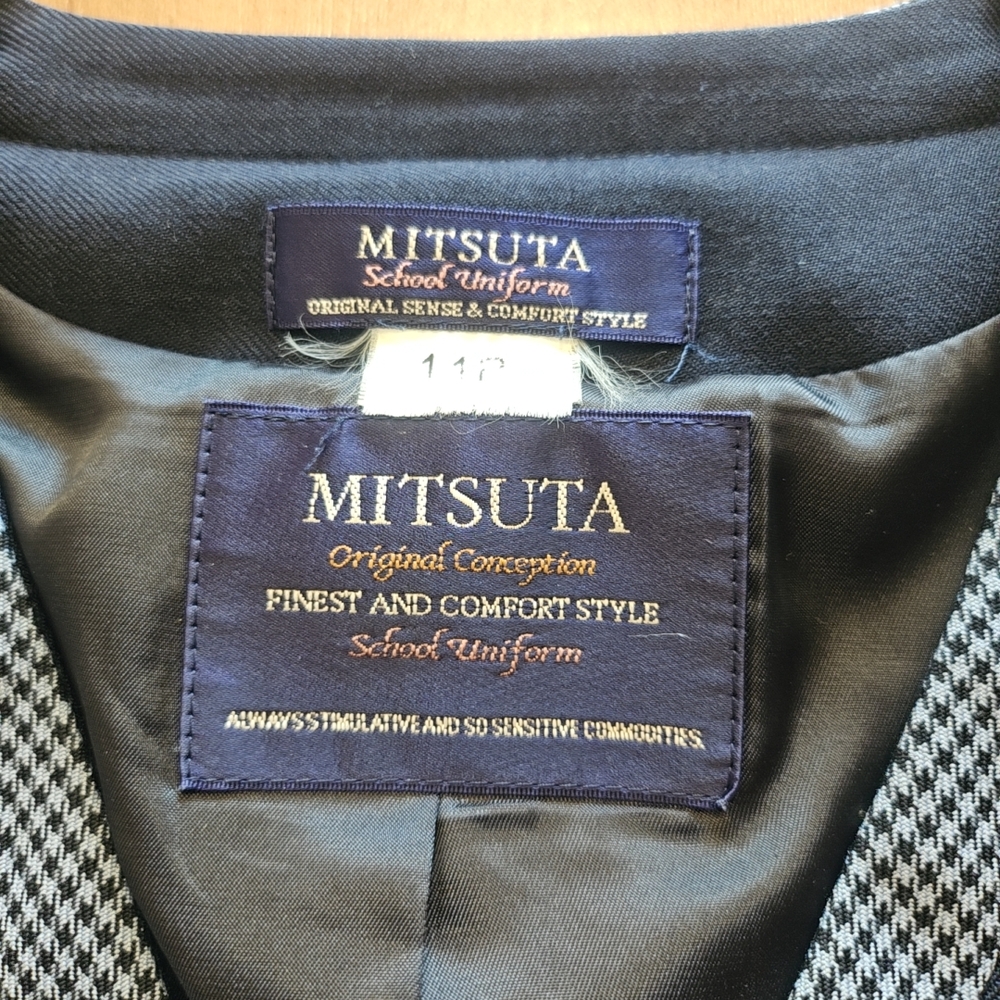 MITSUTA
School Uniform
ORIGINAL SENSE & COMFORT STYLE
MITSUTA
Original Conception
FINEST AND COMFORT STYLE
School Uniform
ALWAYS STIMULATIVE AND SO SENSITIVE COMMODITIES.